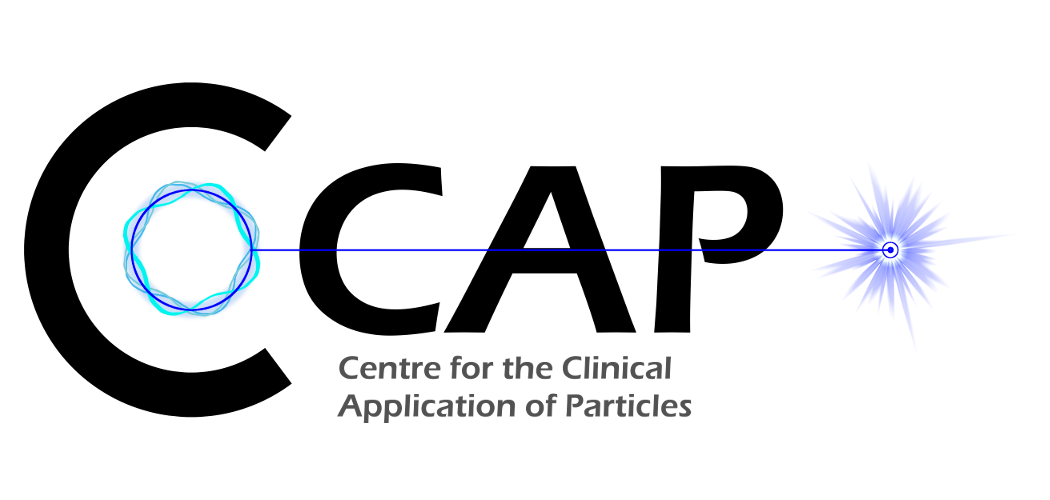 CCAP
Centre for the Clinical
Application of Particles